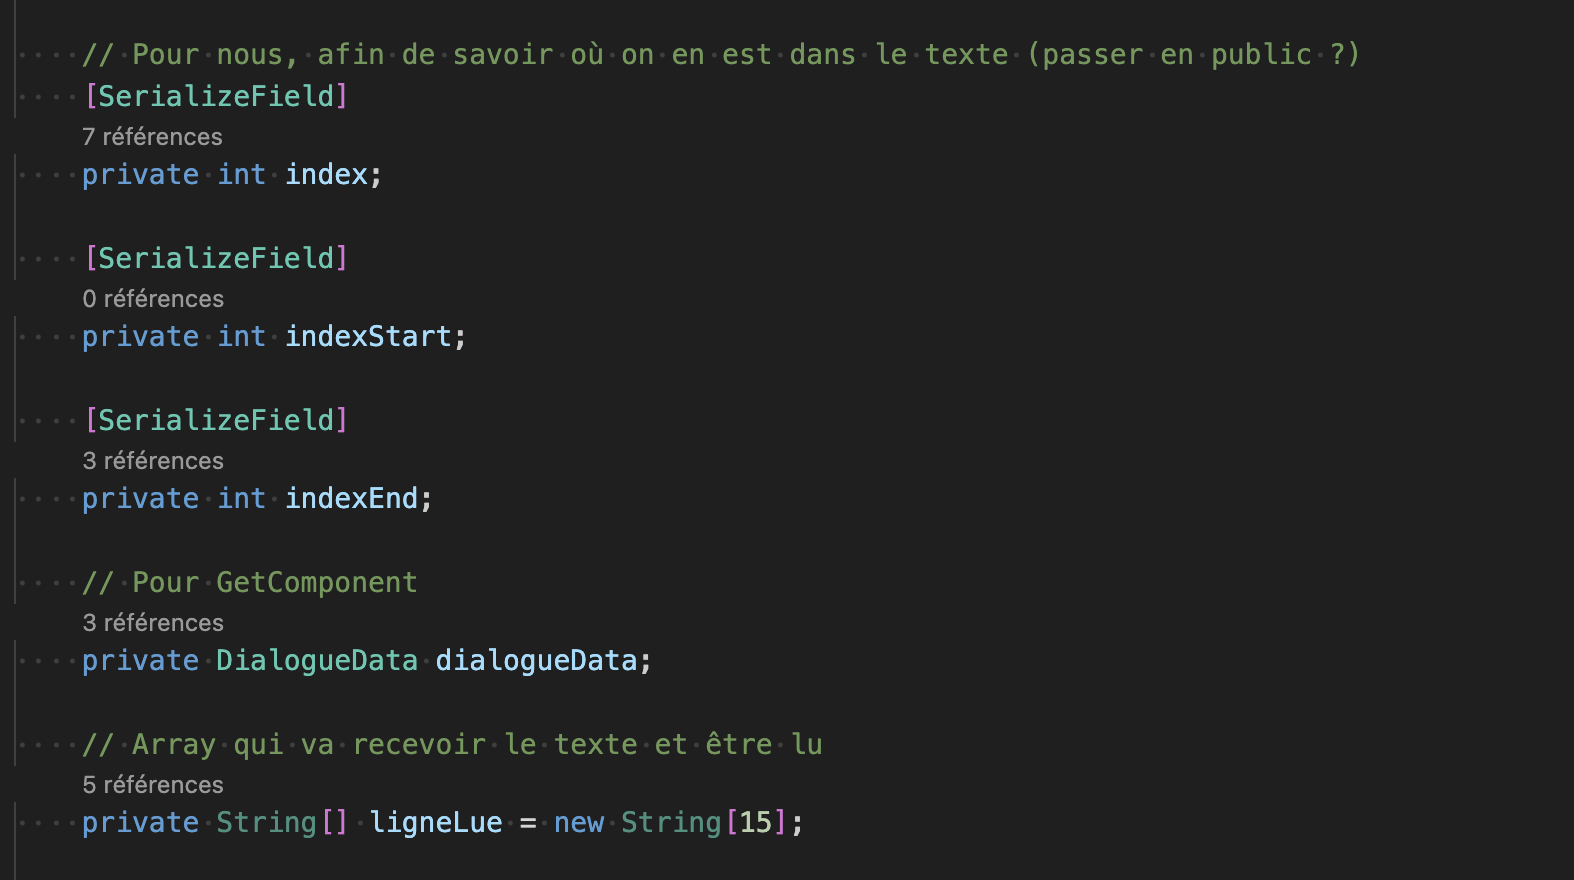 // Pour nous, afin de savoir où on en est dans le texte (passer en public ?)
[SerializeField]
7 références
private int index;
[SerializeField]
0 références
private int indexStart;
[SerializeField]
3 références
private int indexEnd;
// Pour GetComponent
3 références
private DialogueData dialogueData;
// Array qui va recevoir le texte et être lu
5 références
private String[] ligneLue = new String[15];